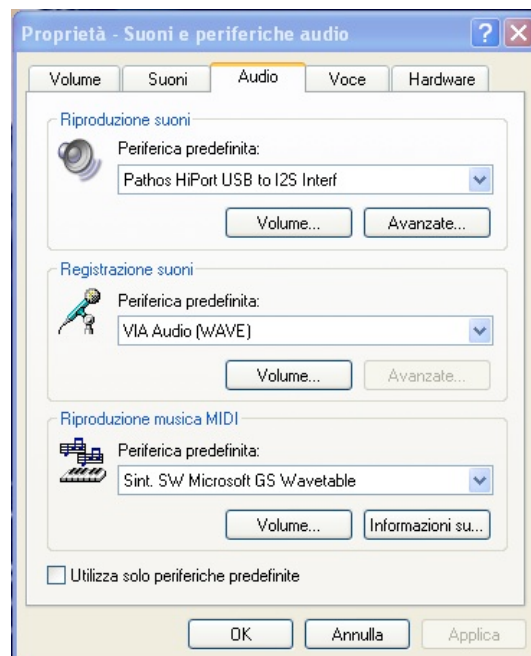 Proprietà - Suoni e periferiche audio
Volume Suoni Audio Voce Hardware
Riproduzione suoni
Periferica predefinita:
Pathos HiPort USB to I2S Interf
Volume... Avanzate...
Registrazione suoni
Periferica predefinita:
VIA Audio (WAVE)
Volume... Avanzate...
Riproduzione musica MIDI
Periferica predefinita:
Sint. SW Microsoft GS Wavetable
Volume... Informazioni su...
Utilizza solo periferiche predefinite
OK Annulla Applica